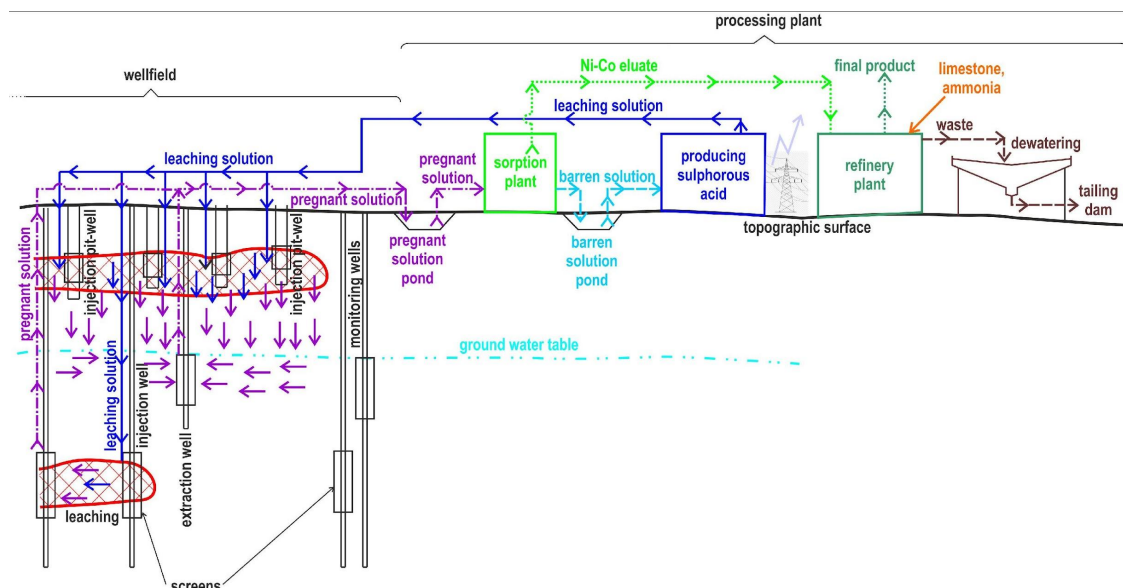 processing plant
wellfield
Ni-Co eluate
final product
limestone,
ammonia
leaching solution
waste
dewatering
leaching solution
pregnant
solution
sorption
plant
barren solution
producing
sulphorous
acid
refinery
plant
tailing
dam
pregnant solution
topographic surface
pregnant
solution
pond
barren
solution
pond
pregnant solution
injection pit-well
injection pit-well
monitoring wells
ground water table
leaching solution
injection well
extraction well
leaching
screens